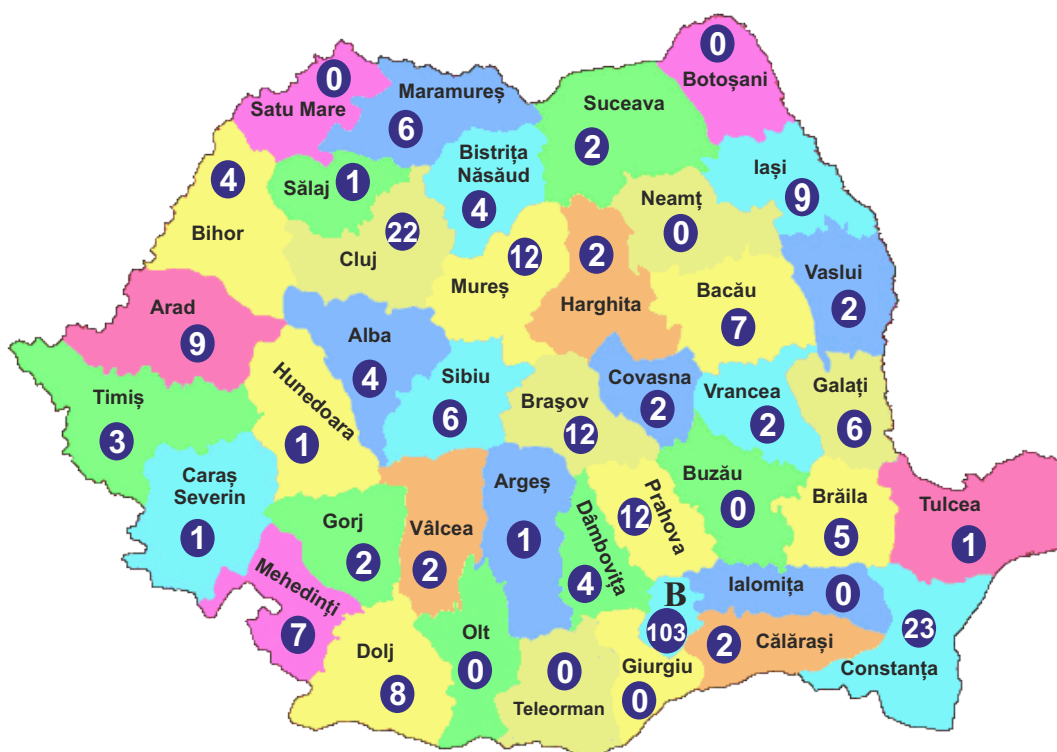 0
Botoșani
0
Satu Mare
Maramureș
6
Suceava
2
Bistrița
Năsăud
4
Iași
9
4
Bihor
Sălaj
1
22
Cluj
Neamț
0
12
Mureș
2
Harghita
Bacău
7
Vaslui
2
Arad
9
Alba
4
Hunedoara
1
Sibiu
6
Brașov
12
Covasna
2
Vrancea
2
Galați
6
Timiș
3
Caraș
Severin
1
Gorj
2
Vâlcea
2
Argeș
1
Dâmbovița
4
Prahova
12
Buzău
0
Brăila
5
Tulcea
1
Mehedinți
7
Dolj
8
Olt
0
0
Teleorman
Giurgiu
0
B
103
Ialomița
0
2
Călărași
23
Constanța